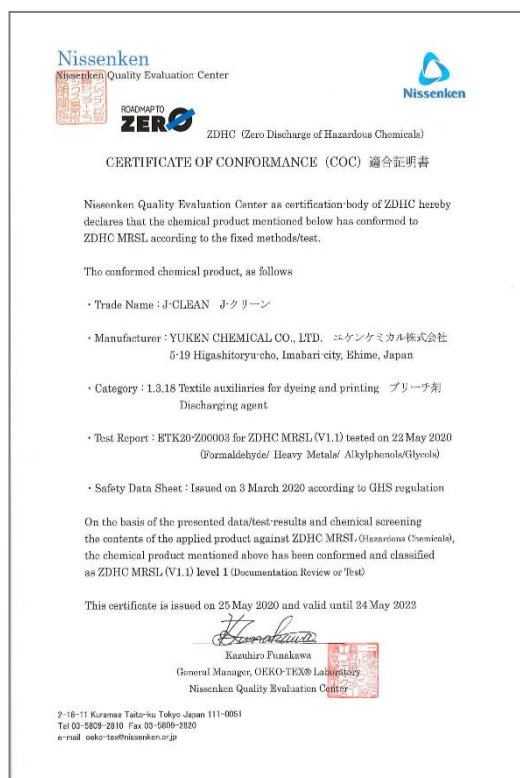 Nissenken
Nissenken Quality Evaluation Center
Nissenken
ROADMAP TO
ZERO
ZDHC (Zero Discharge of Hazardous Chemicals)
CERTIFICATE OF CONFORMANCE (COC) 適合証明書
Nissenken Quality Evaluation Center as certification-body of ZDHC hereby
declares that the chemical product mentioned below has conformed to
ZDHC MRSL according to the fixed methods/test.
The conformed chemical product, as follows
・Trade Name : J-CLEAN J-クリーン
・Manufacturer : YUKEN CHEMICAL CO., LTD. ユケンケミカル株式会社
5-19 Higashitoryu-cho, Imabari-city, Ehime, Japan
・Category : 1.3.18 Textile auxiliaries for dyeing and printing ブリーチ剤
Discharging agent
・Test Report : ETK20-Z00003 for ZDHC MRSL (V1.1) tested on 22 May 2020
(Formaldehyde/ Heavy Metals/ Alkylphenols/Glycols)
・Safety Data Sheet : Issued on 3 March 2020 according to GHS regulation
On the basis of the presented data/test-results and chemical screening
the contents of the applied product against ZDHC MRSL (Hazardous Chemicals),
the chemical product mentioned above has been conformed and classified
as ZDHC MRSL (V1.1) level 1 (Documentation Review or Test)
This certificate is issued on 25 May 2020 and valid until 24 May 2022
Kazuhiro Funakawa
General Manager, OEKO-TEX® Laboratory
Nissenken Quality Evaluation Center
2-16-11 Kuramae Taito-ku Tokyo Japan 111-0051
Tel 03-5809-2810 Fax 03-5809-2820
e-mail oeko-tex@nissenken.or.jp